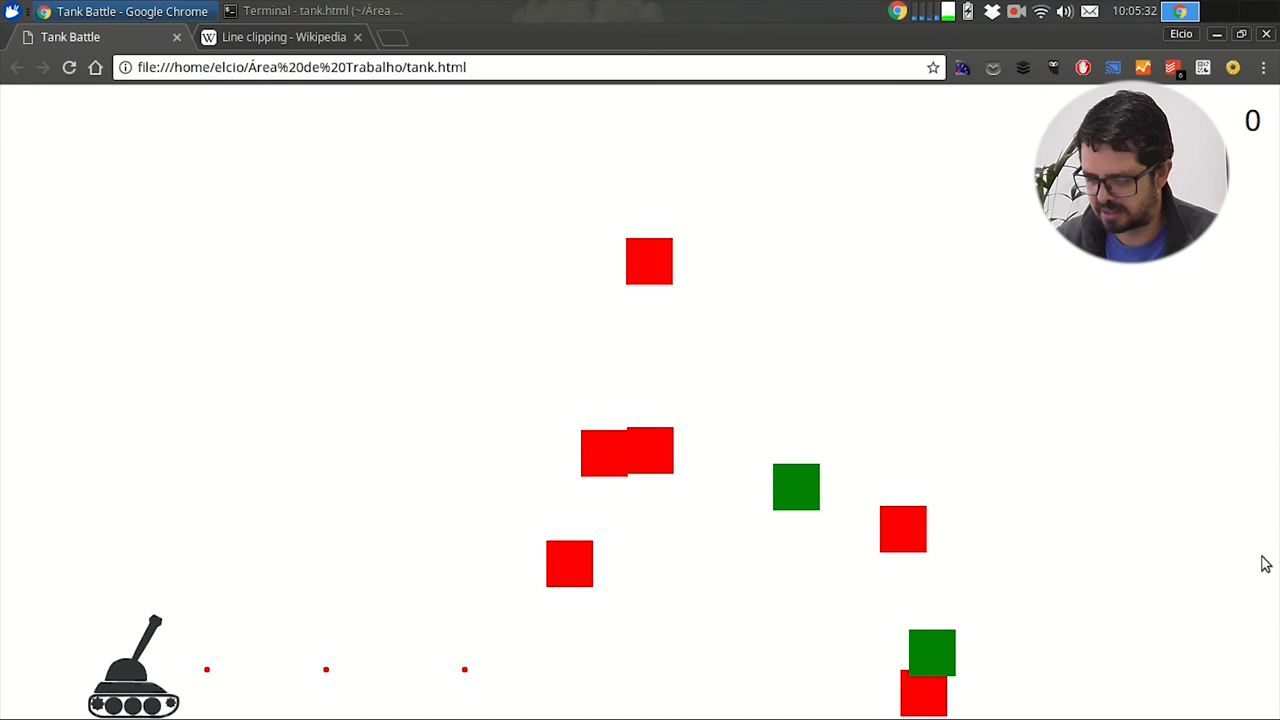 Tank Battle - Google Chrome
Terminal - tank.html (~/Área ...
10:05:32
Tank Battle
Line clipping - Wikipedia
Elcio
file:///home/elcio/Área%20de%20Trabalho/tank.html
6
0